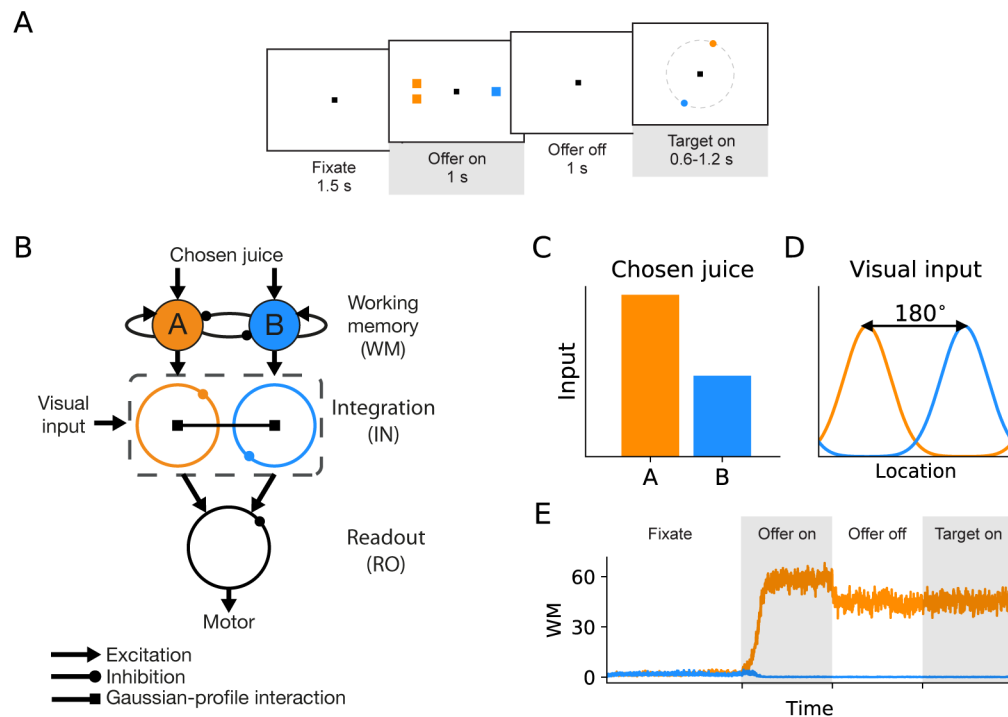 A
Fixate
1.5 s
Offer on
1 s
Offer off
1 s
Target on
0.6-1.2 s
B
Chosen juice
A
B
Working
memory
(WM)
Visual
input
Integration
(IN)
Readout
(RO)
Motor
Excitation
Inhibition
Gaussian-profile interaction
C
Chosen juice
Input
A
B
D
Visual input
180°
Location
E
Fixate
Offer on
Offer off
Target on
WM
60
30
0
Time